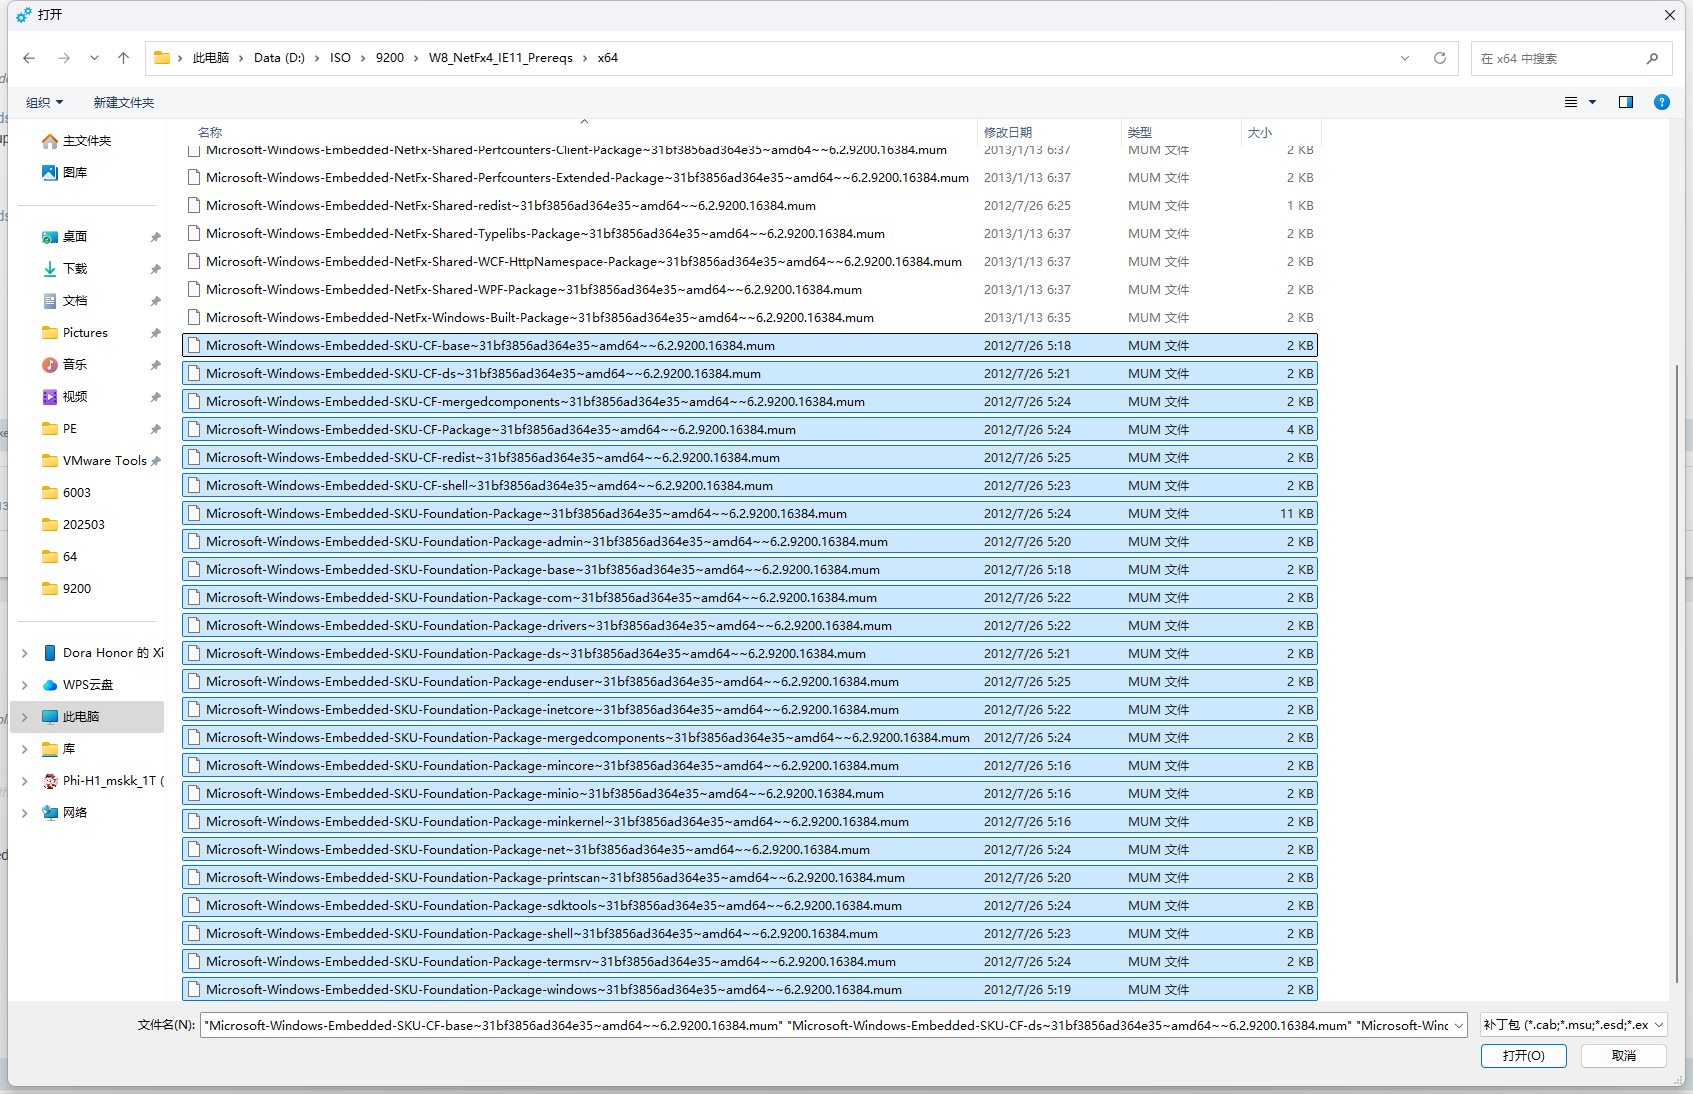 打开
此电脑 Data (D:) ISO 9200 W8_NetFx4_IE11_Prereqs x64
在 x64 中搜索
组织 新建文件夹
主文件夹
图库
桌面
下载
文档
Pictures
音乐
视频
PE
VMware Tools
6003
202503
64
9200
Dora Honor 的 Xi
WPS云盘
此电脑
库
Phi-H1_mskk_1T (
网络
名称 修改日期 类型 大小
Microsoft-Windows-Embedded-NetFx-Shared-Perfcounters-Client-Package~31bf3856ad364e35~amd64~~6.2.9200.16384.mum 2013/1/13 6:37 MUM 文件 2 KB
Microsoft-Windows-Embedded-NetFx-Shared-Perfcounters-Extended-Package~31bf3856ad364e35~amd64~~6.2.9200.16384.mum 2013/1/13 6:37 MUM 文件 2 KB
Microsoft-Windows-Embedded-NetFx-Shared-redist~31bf3856ad364e35~amd64~~6.2.9200.16384.mum 2012/7/26 6:25 MUM 文件 1 KB
Microsoft-Windows-Embedded-NetFx-Shared-Typelibs-Package~31bf3856ad364e35~amd64~~6.2.9200.16384.mum 2013/1/13 6:37 MUM 文件 2 KB
Microsoft-Windows-Embedded-NetFx-Shared-WCF-HttpNamespace-Package~31bf3856ad364e35~amd64~~6.2.9200.16384.mum 2013/1/13 6:37 MUM 文件 2 KB
Microsoft-Windows-Embedded-NetFx-Shared-WPF-Package~31bf3856ad364e35~amd64~~6.2.9200.16384.mum 2013/1/13 6:37 MUM 文件 2 KB
Microsoft-Windows-Embedded-NetFx-Windows-Built-Package~31bf3856ad364e35~amd64~~6.2.9200.16384.mum 2013/1/13 6:35 MUM 文件 2 KB
Microsoft-Windows-Embedded-SKU-CF-base~31bf3856ad364e35~amd64~~6.2.9200.16384.mum 2012/7/26 5:18 MUM 文件 2 KB
Microsoft-Windows-Embedded-SKU-CF-ds~31bf3856ad364e35~amd64~~6.2.9200.16384.mum 2012/7/26 5:21 MUM 文件 2 KB
Microsoft-Windows-Embedded-SKU-CF-mergedcomponents~31bf3856ad364e35~amd64~~6.2.9200.16384.mum 2012/7/26 5:24 MUM 文件 2 KB
Microsoft-Windows-Embedded-SKU-CF-Package~31bf3856ad364e35~amd64~~6.2.9200.16384.mum 2012/7/26 5:24 MUM 文件 4 KB
Microsoft-Windows-Embedded-SKU-CF-redist~31bf3856ad364e35~amd64~~6.2.9200.16384.mum 2012/7/26 5:25 MUM 文件 2 KB
Microsoft-Windows-Embedded-SKU-CF-shell~31bf3856ad364e35~amd64~~6.2.9200.16384.mum 2012/7/26 5:23 MUM 文件 2 KB
Microsoft-Windows-Embedded-SKU-Foundation-Package~31bf3856ad364e35~amd64~~6.2.9200.16384.mum 2012/7/26 5:24 MUM 文件 11 KB
Microsoft-Windows-Embedded-SKU-Foundation-Package-admin~31bf3856ad364e35~amd64~~6.2.9200.16384.mum 2012/7/26 5:20 MUM 文件 2 KB
Microsoft-Windows-Embedded-SKU-Foundation-Package-base~31bf3856ad364e35~amd64~~6.2.9200.16384.mum 2012/7/26 5:18 MUM 文件 2 KB
Microsoft-Windows-Embedded-SKU-Foundation-Package-com~31bf3856ad364e35~amd64~~6.2.9200.16384.mum 2012/7/26 5:22 MUM 文件 2 KB
Microsoft-Windows-Embedded-SKU-Foundation-Package-drivers~31bf3856ad364e35~amd64~~6.2.9200.16384.mum 2012/7/26 5:22 MUM 文件 2 KB
Microsoft-Windows-Embedded-SKU-Foundation-Package-ds~31bf3856ad364e35~amd64~~6.2.9200.16384.mum 2012/7/26 5:21 MUM 文件 2 KB
Microsoft-Windows-Embedded-SKU-Foundation-Package-enduser~31bf3856ad364e35~amd64~~6.2.9200.16384.mum 2012/7/26 5:25 MUM 文件 2 KB
Microsoft-Windows-Embedded-SKU-Foundation-Package-inetcore~31bf3856ad364e35~amd64~~6.2.9200.16384.mum 2012/7/26 5:22 MUM 文件 2 KB
Microsoft-Windows-Embedded-SKU-Foundation-Package-mergedcomponents~31bf3856ad364e35~amd64~~6.2.9200.16384.mum 2012/7/26 5:24 MUM 文件 2 KB
Microsoft-Windows-Embedded-SKU-Foundation-Package-mincore~31bf3856ad364e35~amd64~~6.2.9200.16384.mum 2012/7/26 5:16 MUM 文件 2 KB
Microsoft-Windows-Embedded-SKU-Foundation-Package-minio~31bf3856ad364e35~amd64~~6.2.9200.16384.mum 2012/7/26 5:16 MUM 文件 2 KB
Microsoft-Windows-Embedded-SKU-Foundation-Package-minkernel~31bf3856ad364e35~amd64~~6.2.9200.16384.mum 2012/7/26 5:16 MUM 文件 2 KB
Microsoft-Windows-Embedded-SKU-Foundation-Package-net~31bf3856ad364e35~amd64~~6.2.9200.16384.mum 2012/7/26 5:24 MUM 文件 2 KB
Microsoft-Windows-Embedded-SKU-Foundation-Package-printscan~31bf3856ad364e35~amd64~~6.2.9200.16384.mum 2012/7/26 5:20 MUM 文件 2 KB
Microsoft-Windows-Embedded-SKU-Foundation-Package-sdktools~31bf3856ad364e35~amd64~~6.2.9200.16384.mum 2012/7/26 5:24 MUM 文件 2 KB
Microsoft-Windows-Embedded-SKU-Foundation-Package-shell~31bf3856ad364e35~amd64~~6.2.9200.16384.mum 2012/7/26 5:23 MUM 文件 2 KB
Microsoft-Windows-Embedded-SKU-Foundation-Package-termsrv~31bf3856ad364e35~amd64~~6.2.9200.16384.mum 2012/7/26 5:24 MUM 文件 2 KB
Microsoft-Windows-Embedded-SKU-Foundation-Package-windows~31bf3856ad364e35~amd64~~6.2.9200.16384.mum 2012/7/26 5:19 MUM 文件 2 KB
文件名(N): "Microsoft-Windows-Embedded-SKU-CF-base~31bf3856ad364e35~amd64~~6.2.9200.16384.mum" "Microsoft-Windows-Embedded-SKU-CF-ds~31bf3856ad364e35~amd64~~6.2.9200.16384.mum" "Microsoft-Winc 补丁包 (*.cab;*.msu;*.esd;*.ex
打开(O) 取消